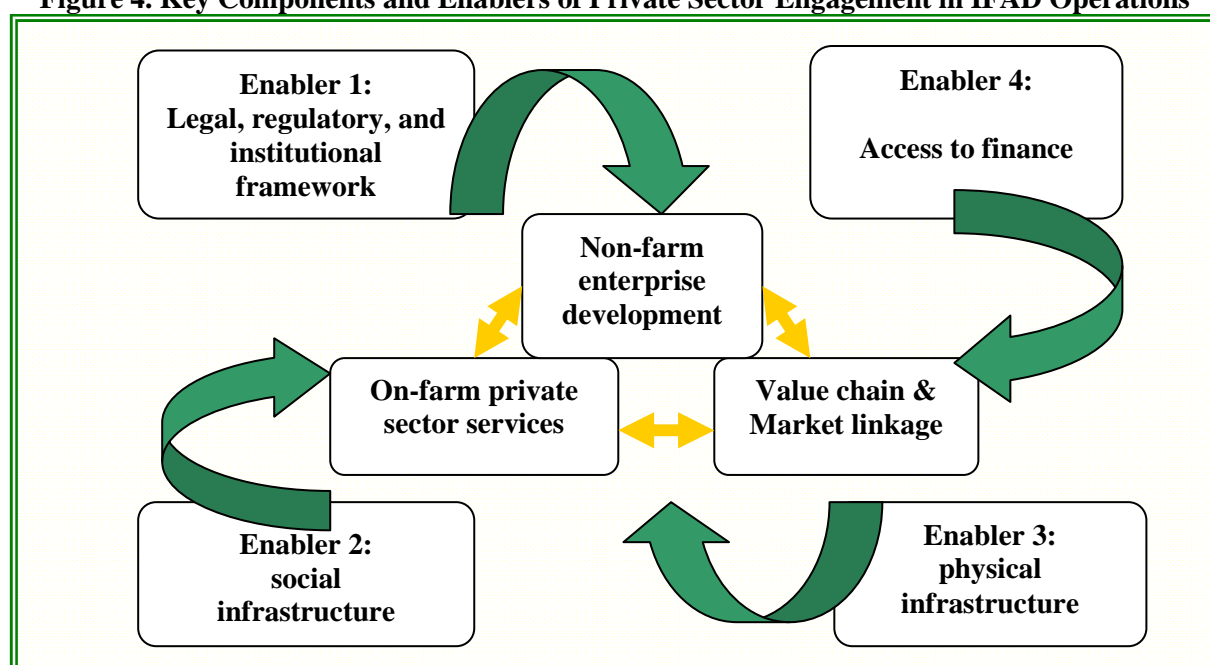 Figure 4. Key Components and Enablers of Private Sector Engagement in IFAD Operations
Enabler 1:
Legal, regulatory, and
institutional
framework
Enabler 4:
Access to finance
Non-farm
enterprise
development
On-farm private
sector services
Value chain &
Market linkage
Enabler 2:
social
infrastructure
Enabler 3:
physical
infrastructure